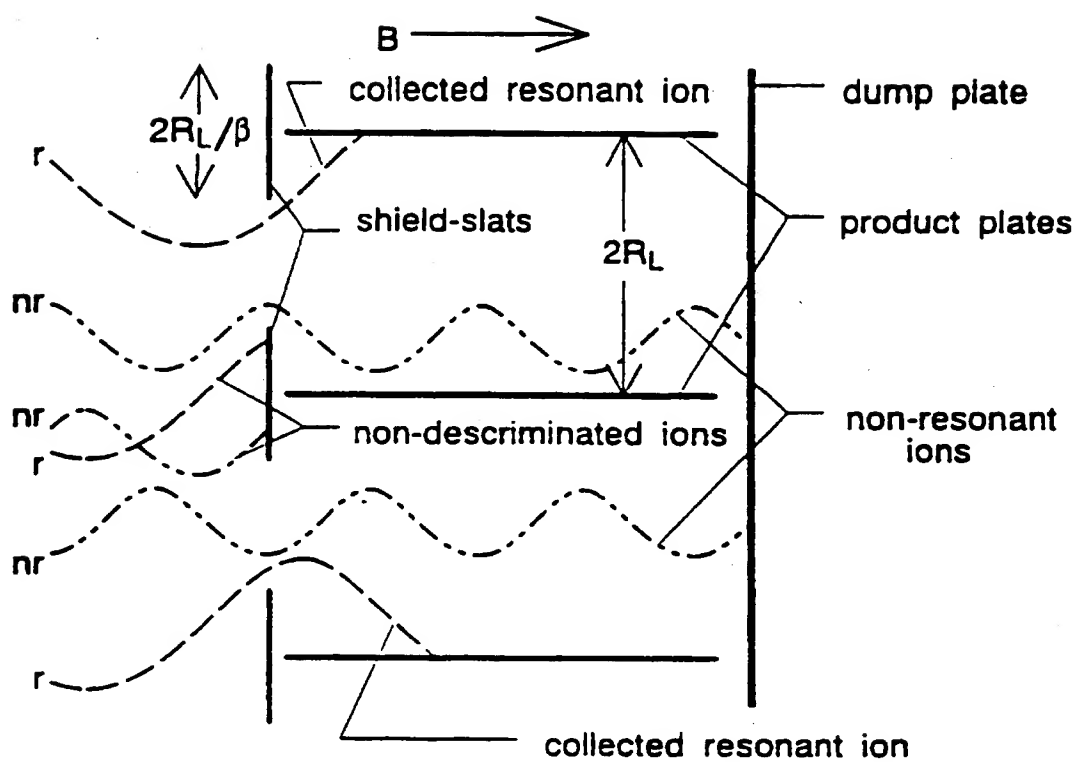 B
collected resonant ion
dump plate
2R_L/β
r
shield-slats
product plates
2R_L
nr
nr
r
non-descriminated ions
non-resonant
ions
nr
r
collected resonant ion